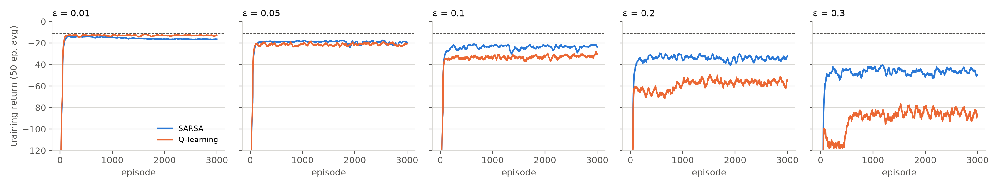 ε = 0.01
ε = 0.05
ε = 0.1
ε = 0.2
ε = 0.3
training return (50-ep. avg)
0
−20
−40
−60
−80
−100
−120
SARSA
Q-learning
0 1000 2000 3000
0 1000 2000 3000
0 1000 2000 3000
0 1000 2000 3000
0 1000 2000 3000
episode
episode
episode
episode
episode